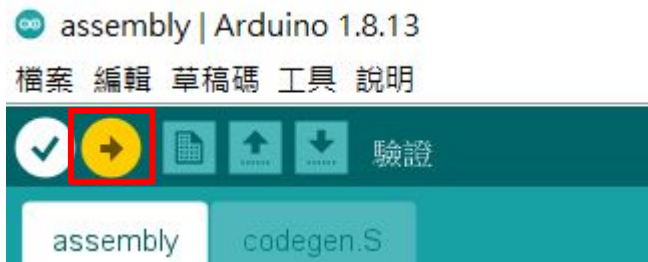 assembly | Arduino 1.8.13
檔案 編輯 草稿碼 工具 說明
驗證
assembly codegen.S